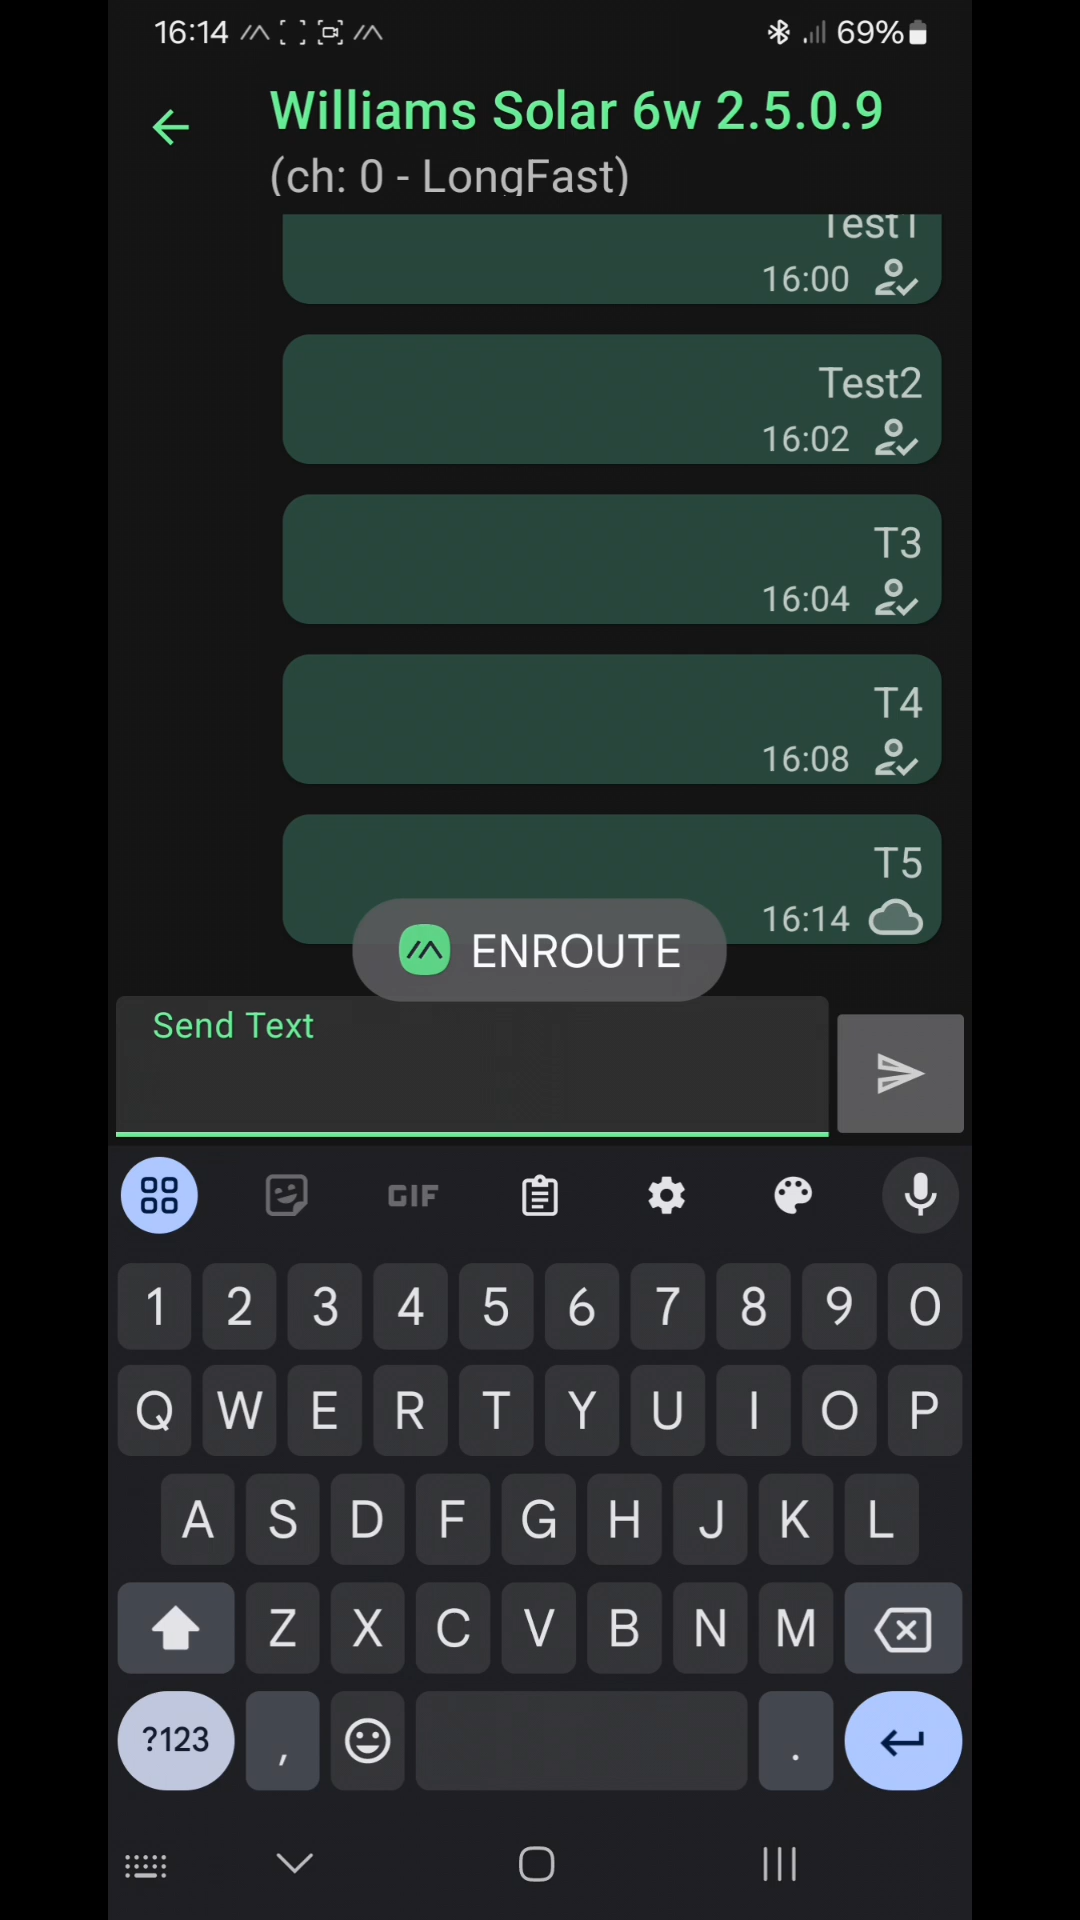 16:14
69%
Williams Solar 6w 2.5.0.9
(ch: 0 - LongFast)
Test1
16:00
Test2
16:02
T3
16:04
T4
16:08
T5
16:14
ENROUTE
Send Text
GIF
1 2 3 4 5 6 7 8 9 0
Q W E R T Y U I O P
A S D F G H J K L
Z X C V B N M
?123 , .